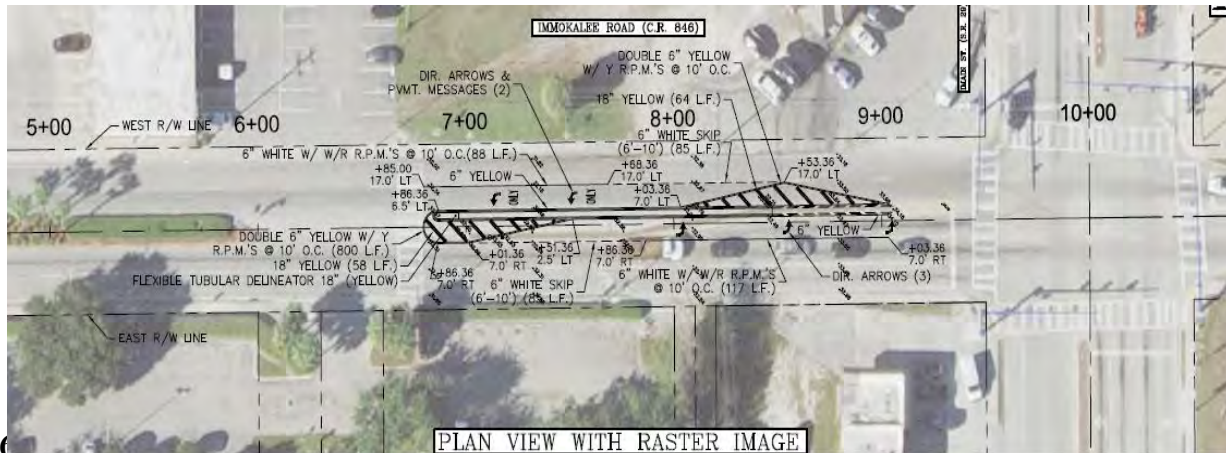 IMMOKALEE ROAD (C.R. 846)
DOUBLE 6" YELLOW
W/ Y R.P.M.'S @ 10' O.C.
DIR. ARROWS &
PVMT. MESSAGES (2)
18" YELLOW (64 L.F.)
5+00
WEST R/W LINE
6+00
7+00
8+00
9+00
10+00
6" WHITE SKIP
(6'-10') (85 L.F.)
6" WHITE W/ W/R R.P.M.'S @ 10' O.C.(88 L.F.)
+85.00
17.0' LT
6" YELLOW
+68.36
17.0' LT
+53.36
17.0' LT
+86.36
6.5' LT
ONLY
ONLY
+03.36
7.0' LT
DOUBLE 6" YELLOW W/ Y
R.P.M.'S @ 10' O.C. (800 L.F.)
18" YELLOW (58 L.F.)
FLEXIBLE TUBULAR DELINEATOR 18" (YELLOW)
+01.36
7.0' RT
+51.36
2.5' LT
+86.36
7.0' RT
6" YELLOW
+03.36
7.0' RT
+86.36
7.0' RT
6" WHITE SKIP
(6'-10') (85 L.F.)
6" WHITE W/ W/R R.P.M.'S
@ 10' O.C. (117 L.F.)
DIR. ARROWS (3)
EAST R/W LINE
PLAN VIEW WITH RASTER IMAGE